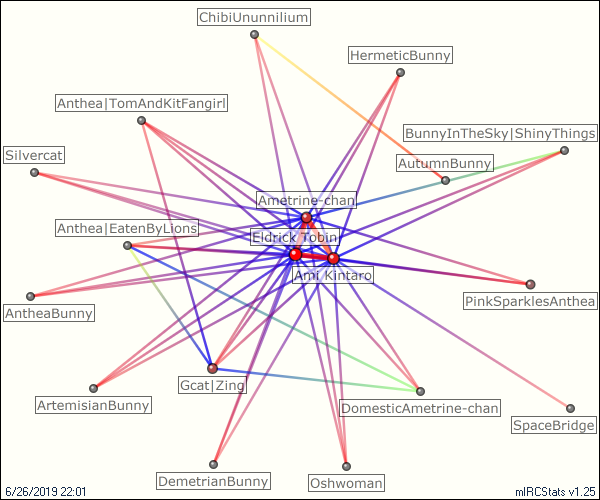 ChibiUnunnilium
HermeticBunny
Anthea|TomAndKitFangirl
BunnyInTheSky|ShinyThings
Silvercat
AutumnBunny
Ametrine-chan
Anthea|EatenByLions
Eldrick Tobin
Ami Kintaro
PinkSparklesAnthea
AntheaBunny
Gcat|Zing
ArtemisianBunny
DomesticAmetrine-chan
SpaceBridge
DemetrianBunny
Oshwoman
6/26/2019 22:01
mIRCStats v1.25